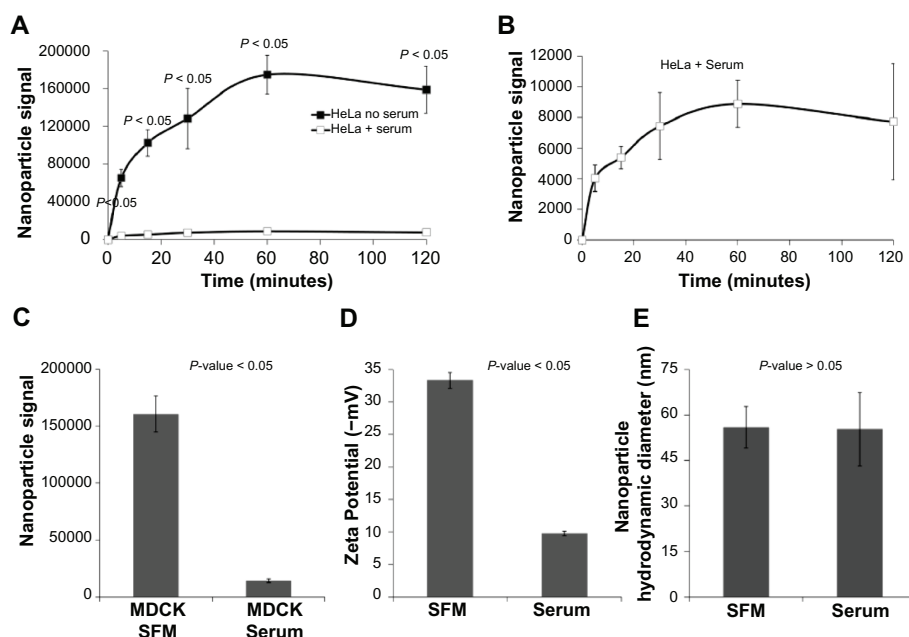 A
Nanoparticle signal
200000
160000
120000
80000
40000
0
P < 0.05
P < 0.05
P < 0.05
P < 0.05
P<0.05
HeLa no serum
HeLa + serum
0 20 40 60 80 100 120
Time (minutes)
B
Nanoparticle signal
12000
10000
8000
6000
4000
2000
0
HeLa + Serum
0 20 40 60 80 100 120
Time (minutes)
C
Nanoparticle signal
200000
150000
100000
50000
0
P-value < 0.05
MDCK SFM
MDCK Serum
D
Zeta Potential (−mV)
35
30
25
20
15
10
5
0
P-value < 0.05
SFM
Serum
E
Nanoparticle
hydrodynamic diameter (nm)
75
60
45
30
15
0
P-value > 0.05
SFM
Serum